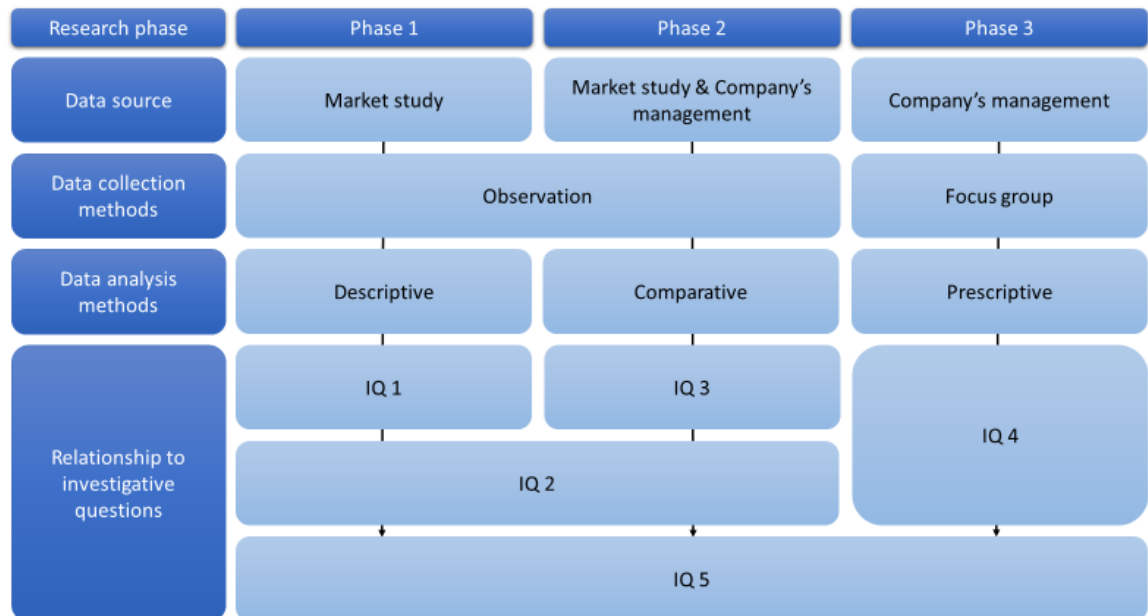 Research phase
Phase 1
Phase 2
Phase 3
Data source
Market study
Market study & Company’s
management
Company’s management
Data collection
methods
Observation
Focus group
Data analysis
methods
Descriptive
Comparative
Prescriptive
Relationship to
investigative
questions
IQ 1
IQ 3
IQ 4
IQ 2
IQ 5